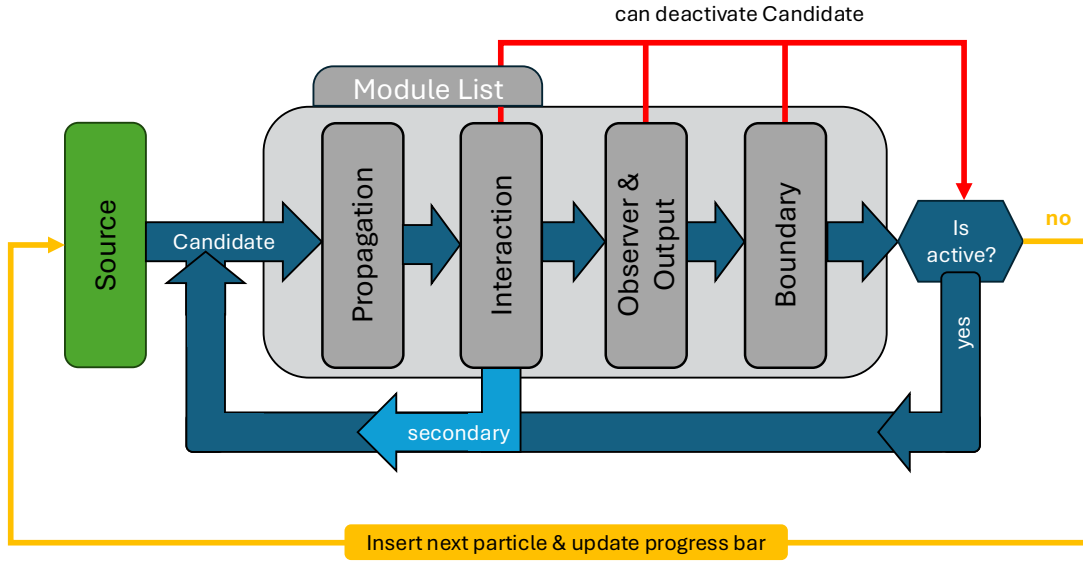 can deactivate Candidate
Module List
Source
Candidate
Propagation
Interaction
Observer &
Output
Boundary
Is
active?
no
yes
secondary
Insert next particle & update progress bar